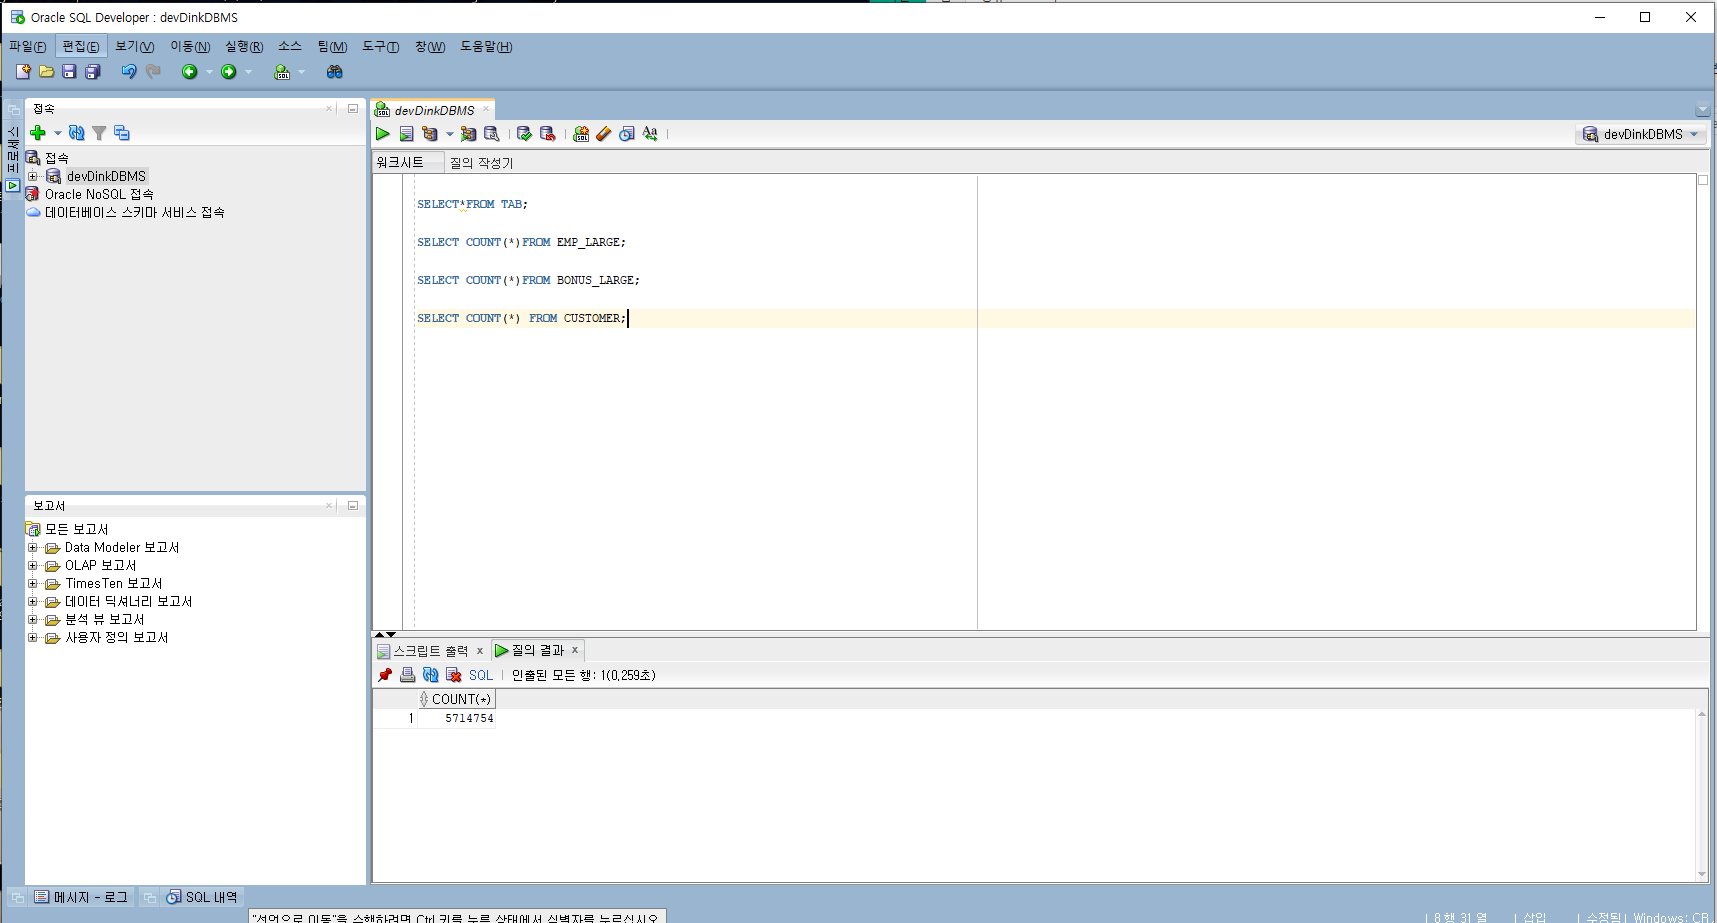 Oracle SQL Developer : devDinkDBMS
파일(F) 편집(E) 보기(V) 이동(N) 실행(R) 소스 팀(M) 도구(T) 창(W) 도움말(H)
접속
접속
devDinkDBMS
Oracle NoSQL 접속
데이터베이스 스키마 서비스 접속
보고서
모든 보고서
Data Modeler 보고서
OLAP 보고서
TimesTen 보고서
데이터 딕셔너리 보고서
분석 뷰 보고서
사용자 정의 보고서
devDinkDBMS
devDinkDBMS
워크시트 질의 작성기
SELECT*FROM TAB;
SELECT COUNT(*)FROM EMP_LARGE;
SELECT COUNT(*)FROM BONUS_LARGE;
SELECT COUNT(*) FROM CUSTOMER;
스크립트 출력 x 질의 결과 x
SQL 인출된 모든 행: 1(0.259초)
COUNT(*)
1 5714754
메시지 - 로그 SQL 내역
"선언으로 이동"을 수행하려면 Ctrl 키를 누른 상태에서 식별자를 누르십시오
8 행 31 열 삽입 수정됨 Windows: CR